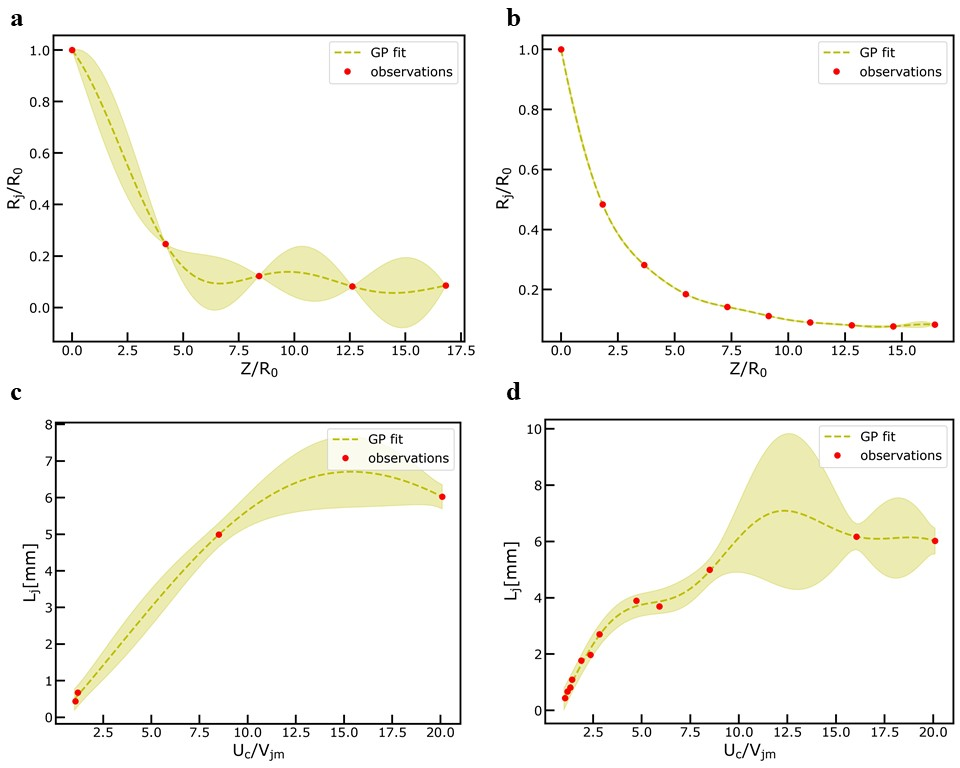 a
1.0
0.8
0.6
0.4
0.2
0.0
R_j/R_0
GP fit
observations
0.0 2.5 5.0 7.5 10.0 12.5 15.0 17.5
Z/R_0
b
1.0
0.8
0.6
0.4
0.2
R_j/R_0
GP fit
observations
0.0 2.5 5.0 7.5 10.0 12.5 15.0
Z/R_0
c
8
7
6
5
4
3
2
1
0
L_j[mm]
GP fit
observations
2.5 5.0 7.5 10.0 12.5 15.0 17.5 20.0
U_c/V_jm
d
10
8
6
4
2
0
L_j[mm]
GP fit
observations
2.5 5.0 7.5 10.0 12.5 15.0 17.5 20.0
U_c/V_jm